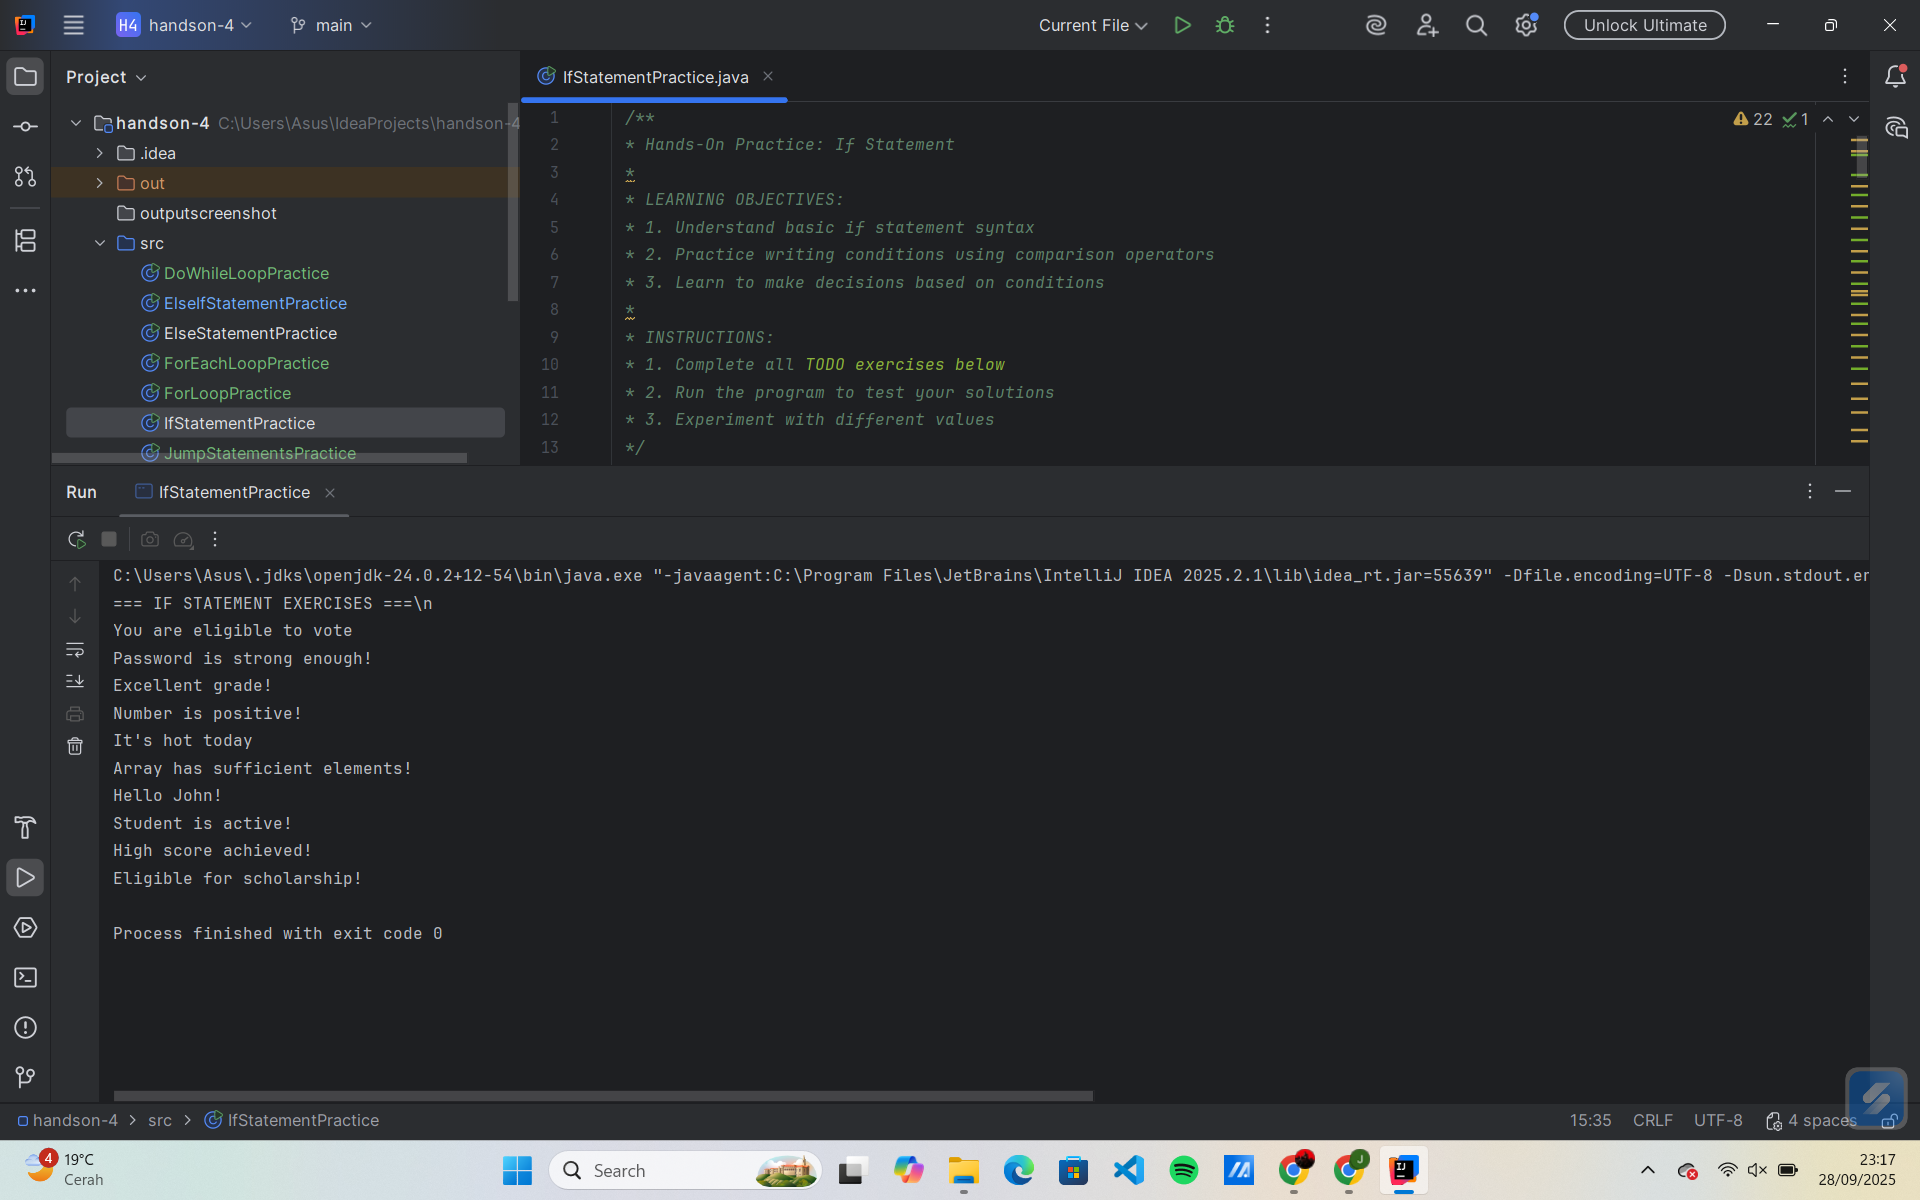 H4 handson-4 main Current File Unlock Ultimate
Project
IfStatementPractice.java
handson-4 C:\Users\Asus\IdeaProjects\handson-4
.idea
out
outputscreenshot
src
DoWhileLoopPractice
ElseIfStatementPractice
ElseStatementPractice
ForEachLoopPractice
ForLoopPractice
IfStatementPractice
JumpStatementsPractice
22 1
1 /**
2 * Hands-On Practice: If Statement
3 *
4 * LEARNING OBJECTIVES:
5 * 1. Understand basic if statement syntax
6 * 2. Practice writing conditions using comparison operators
7 * 3. Learn to make decisions based on conditions
8 *
9 * INSTRUCTIONS:
10 * 1. Complete all TODO exercises below
11 * 2. Run the program to test your solutions
12 * 3. Experiment with different values
13 */
Run IfStatementPractice
C:\Users\Asus\.jdks\openjdk-24.0.2+12-54\bin\java.exe "-javaagent:C:\Program Files\JetBrains\IntelliJ IDEA 2025.2.1\lib\idea_rt.jar=55639" -Dfile.encoding=UTF-8 -Dsun.stdout.er
=== IF STATEMENT EXERCISES ===\n
You are eligible to vote
Password is strong enough!
Excellent grade!
Number is positive!
It's hot today
Array has sufficient elements!
Hello John!
Student is active!
High score achieved!
Eligible for scholarship!
Process finished with exit code 0
handson-4 > src > IfStatementPractice
15:35 CRLF UTF-8 4 spaces
4
19°C
Cerah
Search
J
IJ
23:17
28/09/2025